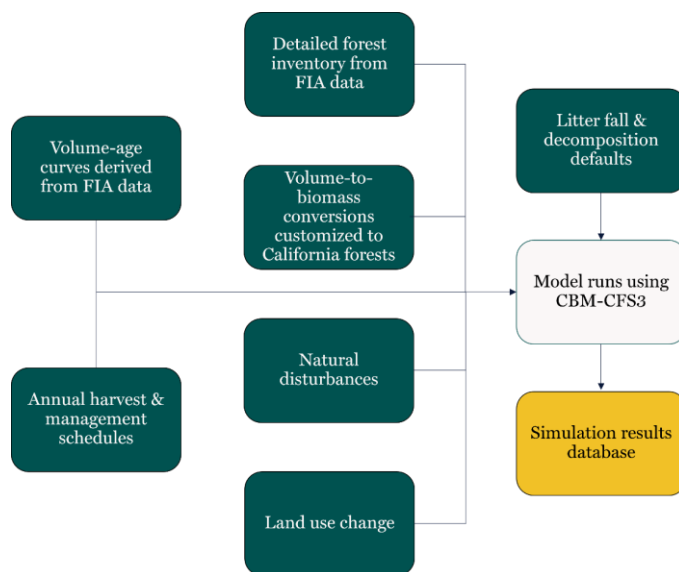 Detailed forest
inventory from
FIA data
Volume-age
curves derived
from FIA data
Litter fall &
decomposition
defaults
Volume-to-
biomass
conversions
customized to
California forests
Model runs using
CBM-CFS3
Annual harvest &
management
schedules
Natural
disturbances
Simulation results
database
Land use change